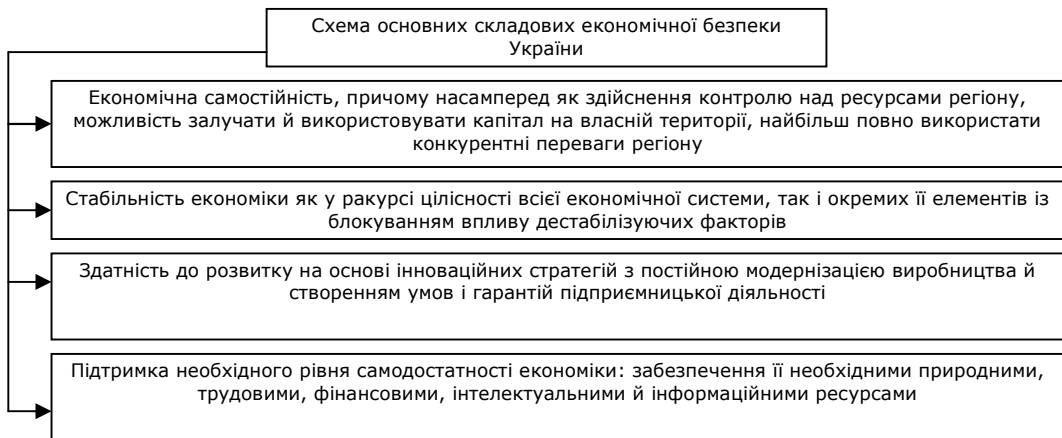 Схема основних складових економічної безпеки
України
Економічна самостійність, причому насамперед як здійснення контролю над ресурсами регіону,
можливість залучати й використовувати капітал на власній території, найбільш повно використати
конкурентні переваги регіону
Стабільність економіки як у ракурсі цілісності всієї економічної системи, так і окремих її елементів із
блокуванням впливу дестабілізуючих факторів
Здатність до розвитку на основі інноваційних стратегій з постійною модернізацією виробництва й
створенням умов і гарантій підприємницької діяльності
Підтримка необхідного рівня самодостатності економіки: забезпечення її необхідними природними,
трудовими, фінансовими, інтелектуальними й інформаційними ресурсами